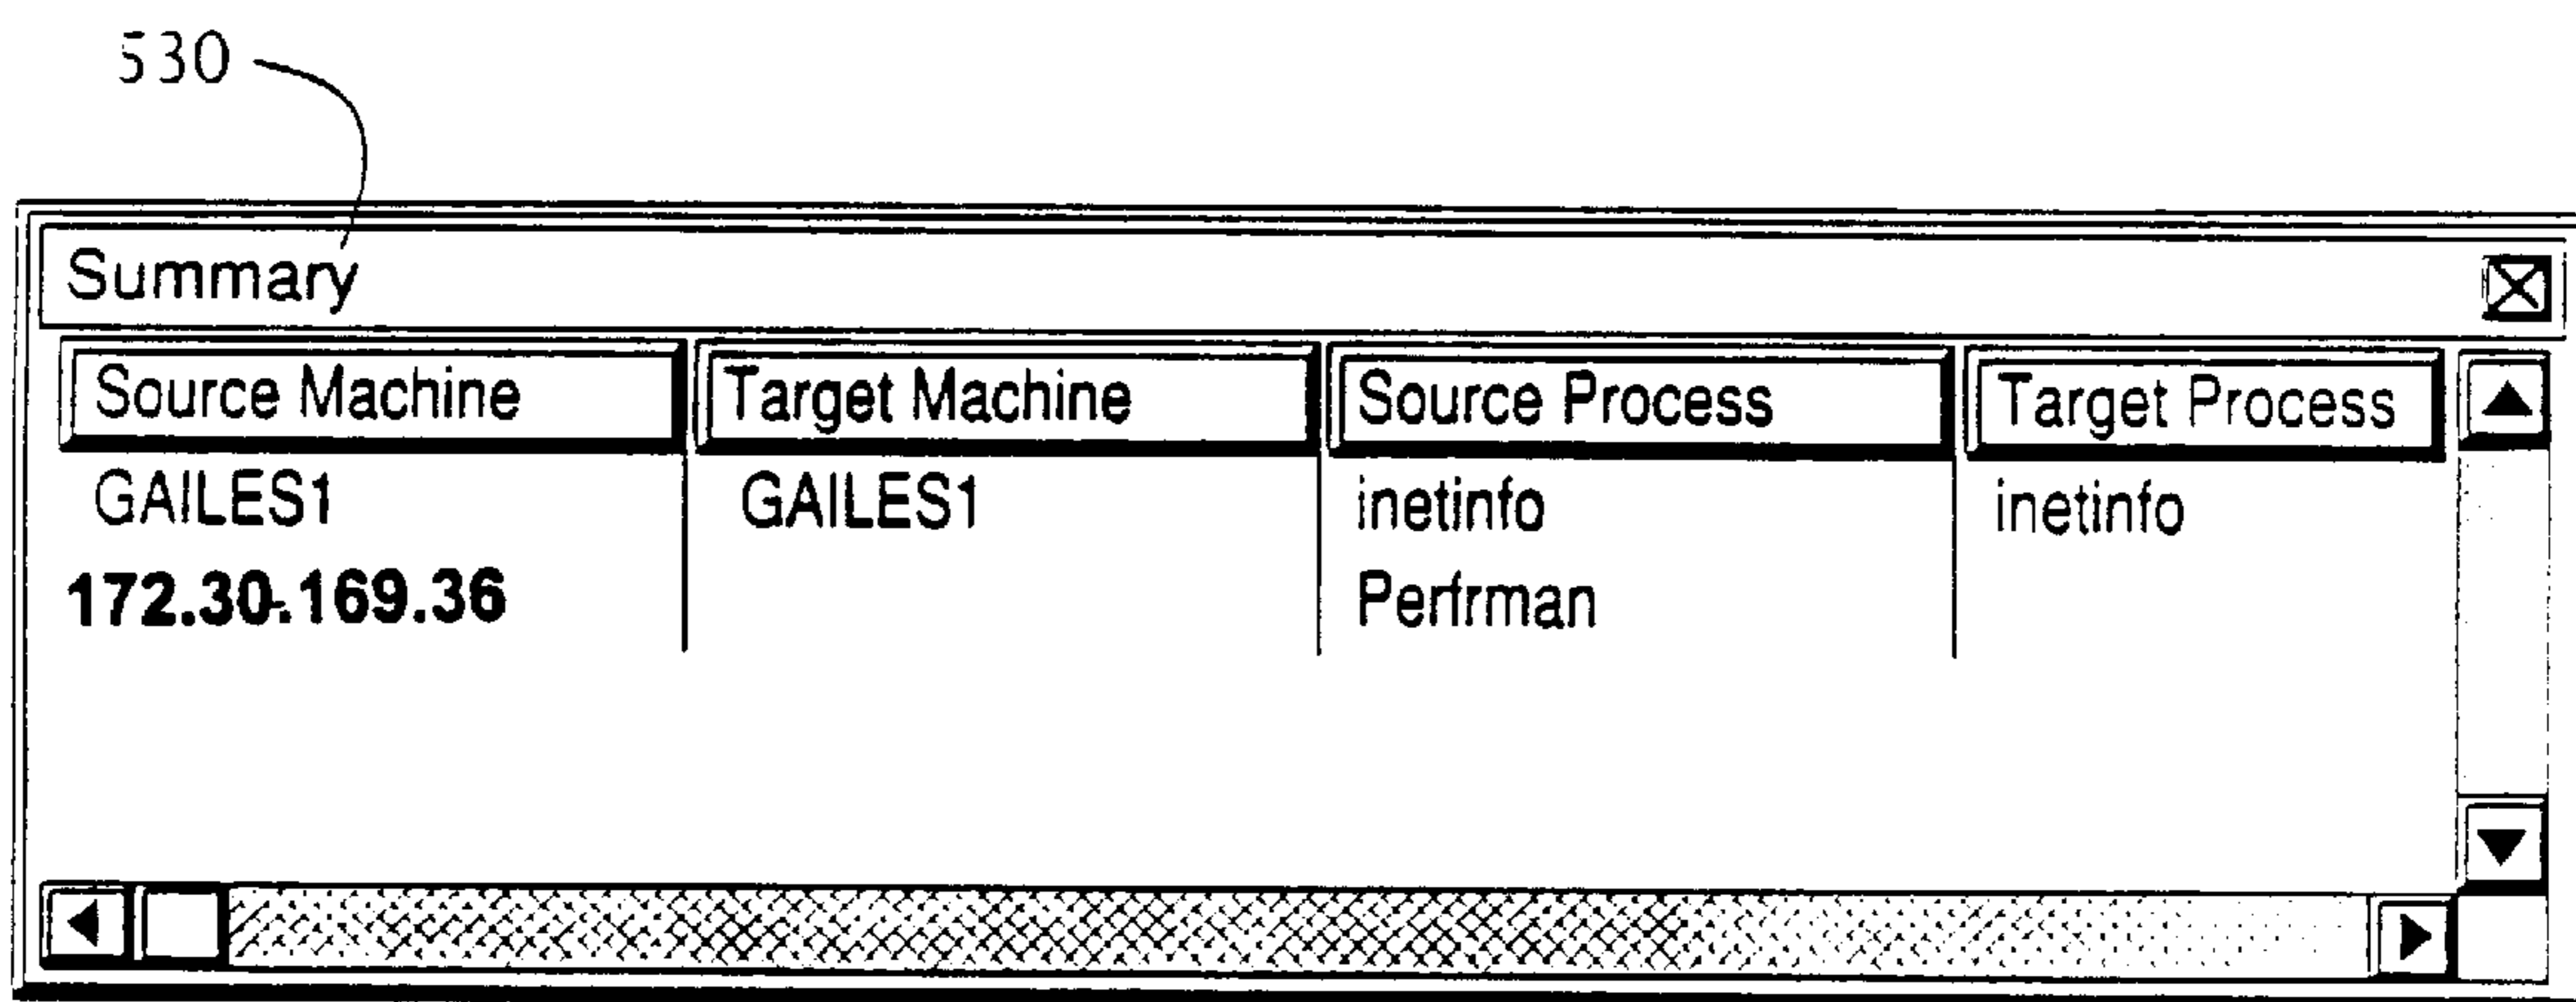 530
Summary
Source Machine Target Machine Source Process Target Process
GAILES1 GAILES1 inetinfo inetinfo
172.30.169.36 Perfrman